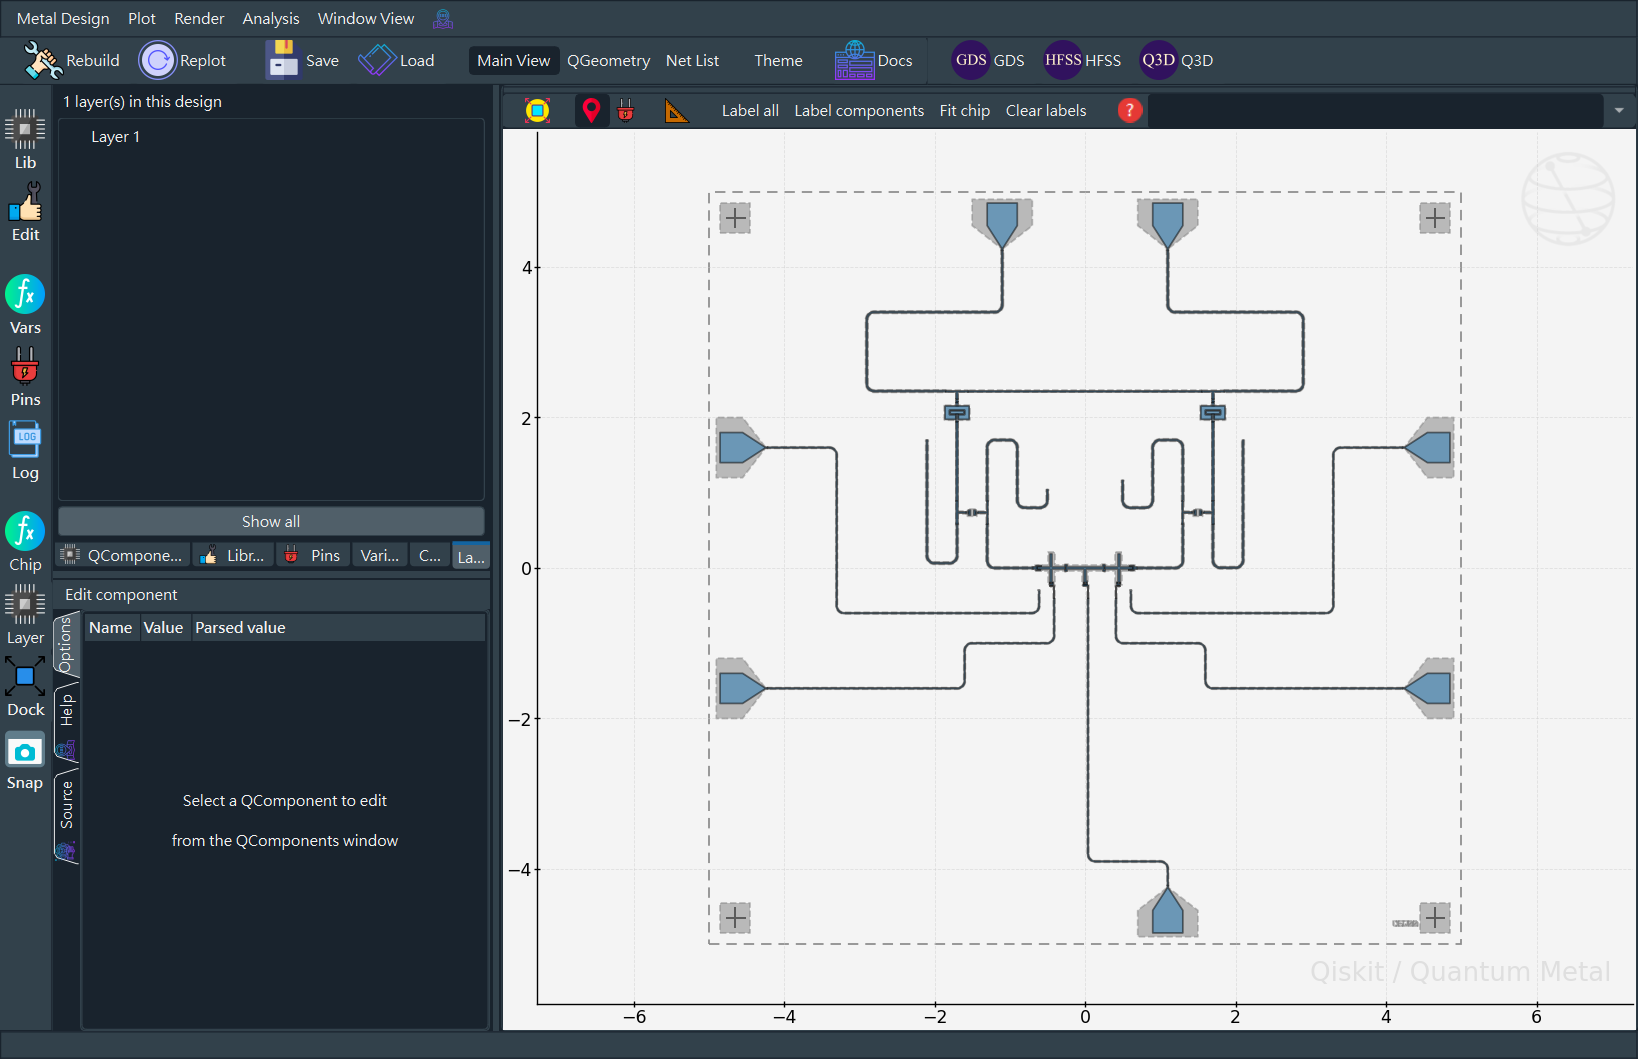 Metal Design Plot Render Analysis Window View
Rebuild Replot Save Load Main View QGeometry Net List Theme Docs GDS GDS HFSS HFSS Q3D Q3D
1 layer(s) in this design
Layer 1
Show all
QCompone... Libr... Pins Vari... C... La...
Edit component
Name Value Parsed value
Options
Help
Source
Select a QComponent to edit
from the QComponents window
Lib
Edit
fx
Vars
Pins
LOG
Log
fx
Chip
Layer
Dock
Snap
Label all Label components Fit chip Clear labels ?
4
2
0
−2
−4
−6 −4 −2 0 2 4 6
Qiskit / Quantum Metal